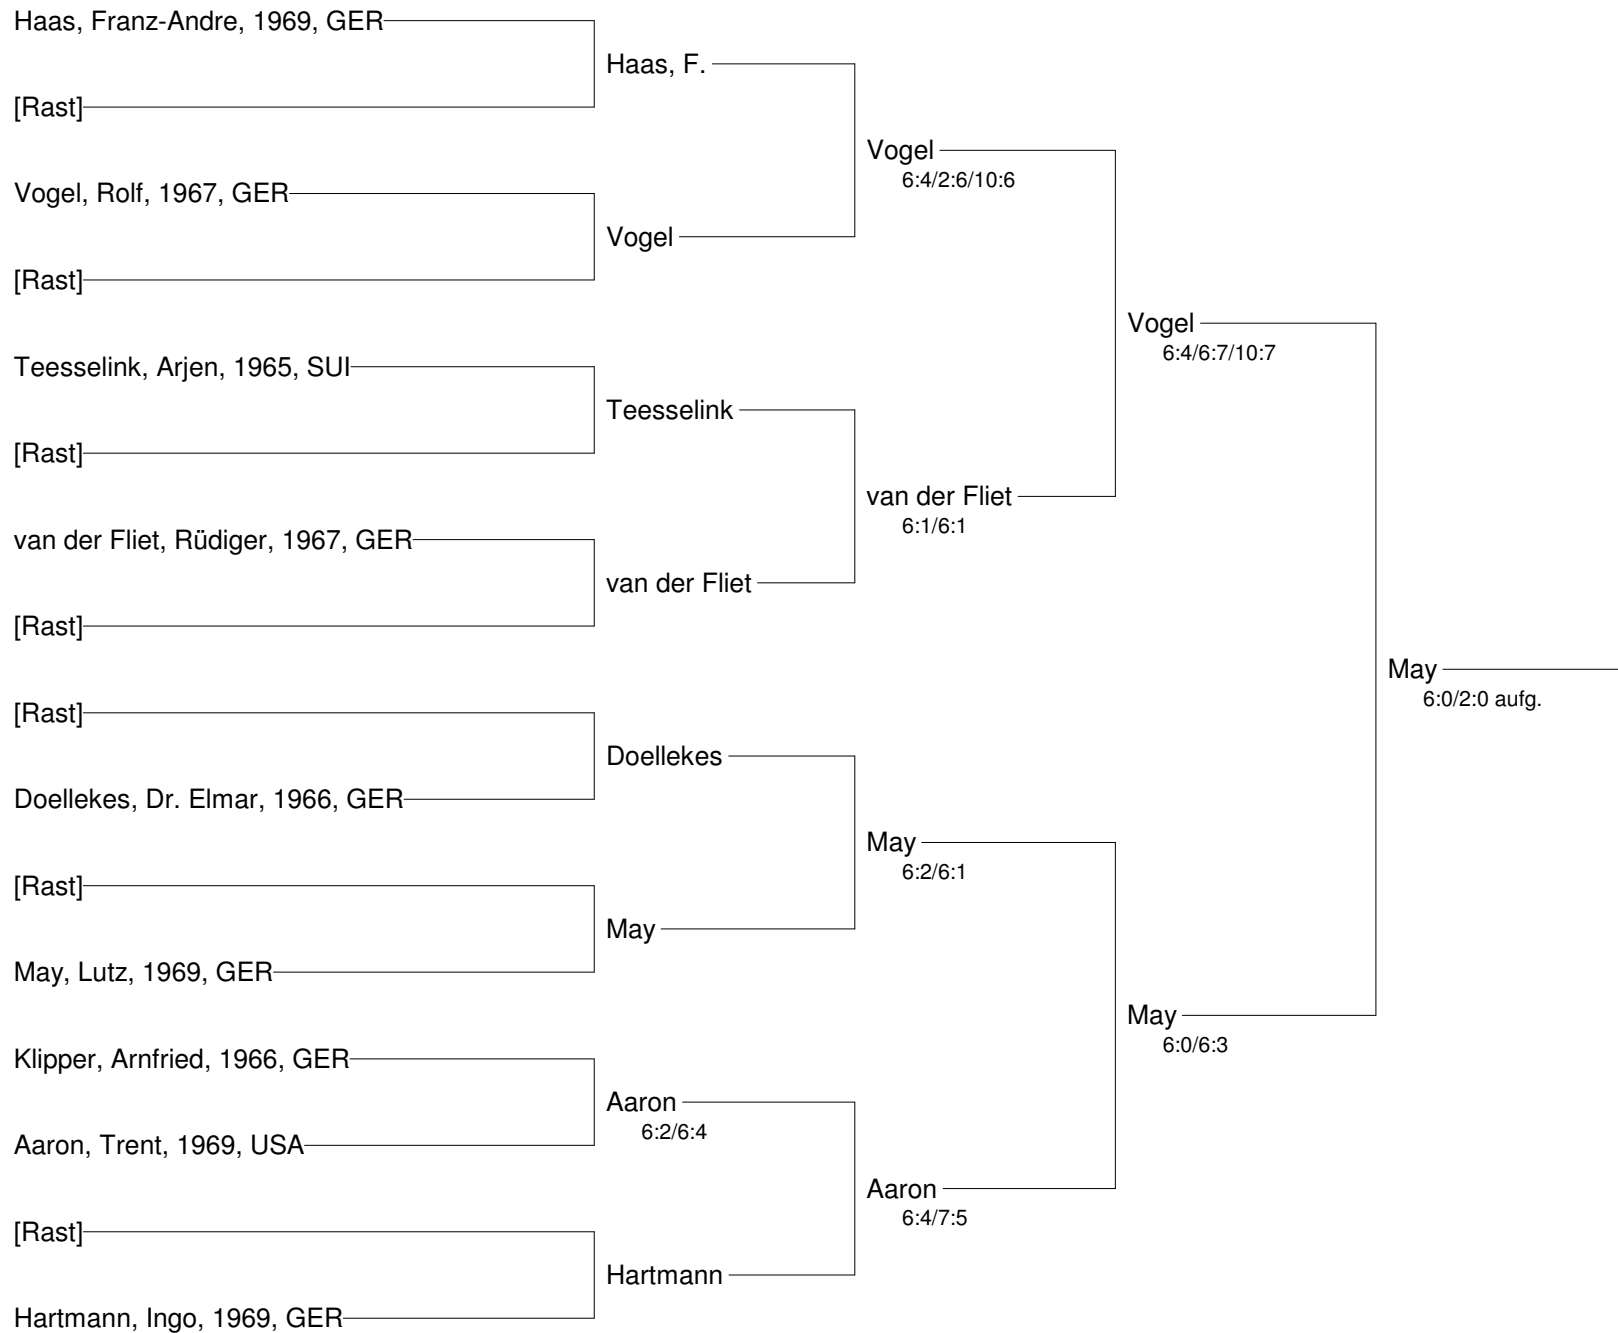 Haas, Franz-Andre, 1969, GER
Haas, F.
[Rast]
Vogel
6:4/2:6/10:6
Vogel, Rolf, 1967, GER
Vogel
[Rast]
Vogel
6:4/6:7/10:7
Teesselink, Arjen, 1965, SUI
Teesselink
[Rast]
van der Fliet
6:1/6:1
van der Fliet, Rüdiger, 1967, GER
van der Fliet
[Rast]
May
6:0/2:0 aufg.
[Rast]
Doellekes
Doellekes, Dr. Elmar, 1966, GER
May
6:2/6:1
[Rast]
May
May, Lutz, 1969, GER
May
6:0/6:3
Klipper, Arnfried, 1966, GER
Aaron
6:2/6:4
Aaron, Trent, 1969, USA
Aaron
6:4/7:5
[Rast]
Hartmann
Hartmann, Ingo, 1969, GER